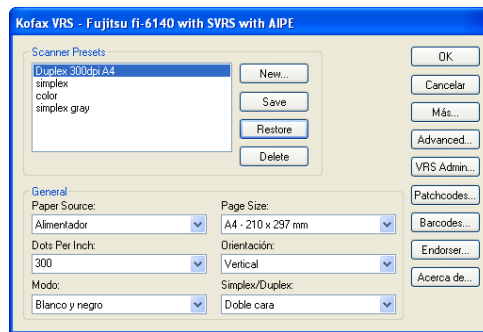 Kofax VRS - Fujitsu fi-6140 with SVRS with AIPE
Scanner Presets
Duplex 300dpi A4
simplex
color
simplex gray
New...
Save
Restore
Delete
OK
Cancelar
Más...
Advanced...
VRS Admin...
Patchcodes...
Barcodes...
Endorser...
Acerca de...
General
Paper Source:
Page Size:
Alimentador
A4 - 210 x 297 mm
Dots Per Inch:
Orientación:
300
Vertical
Modo:
Simplex/Duplex:
Blanco y negro
Doble cara